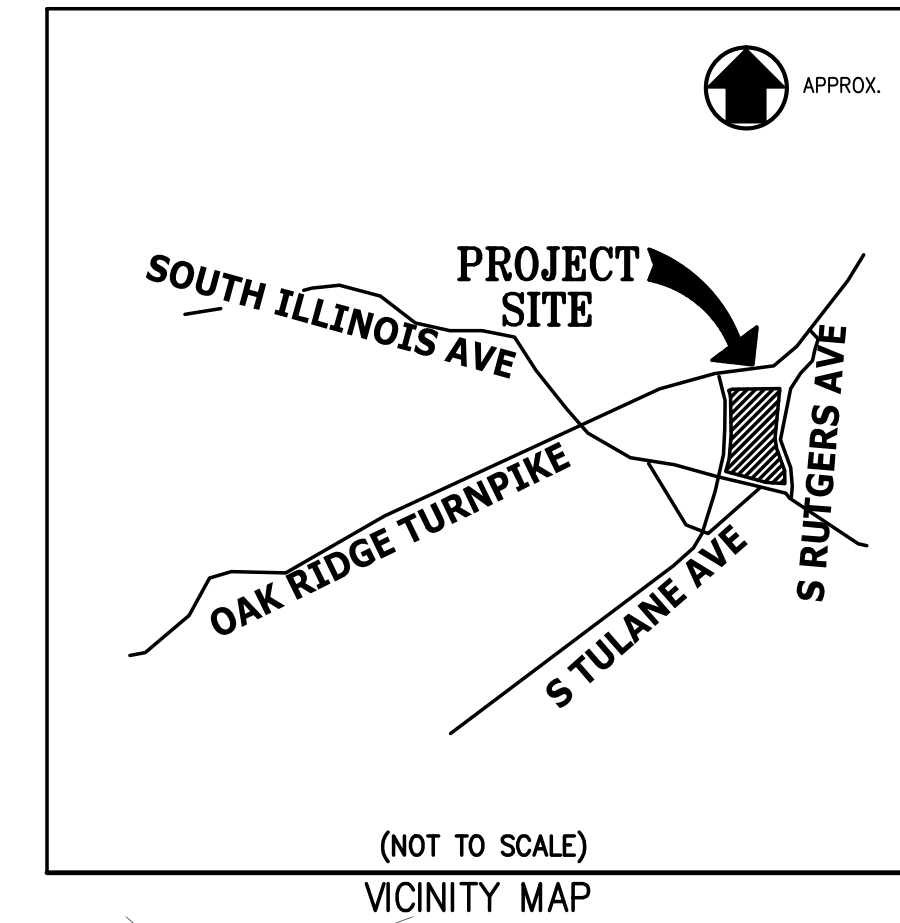 APPROX.
PROJECT
SITE
SOUTH ILLINOIS AVE
S RUTGERS AVE
OAK RIDGE TURNPIKE
S TULANE AVE
(NOT TO SCALE)
VICINITY MAP